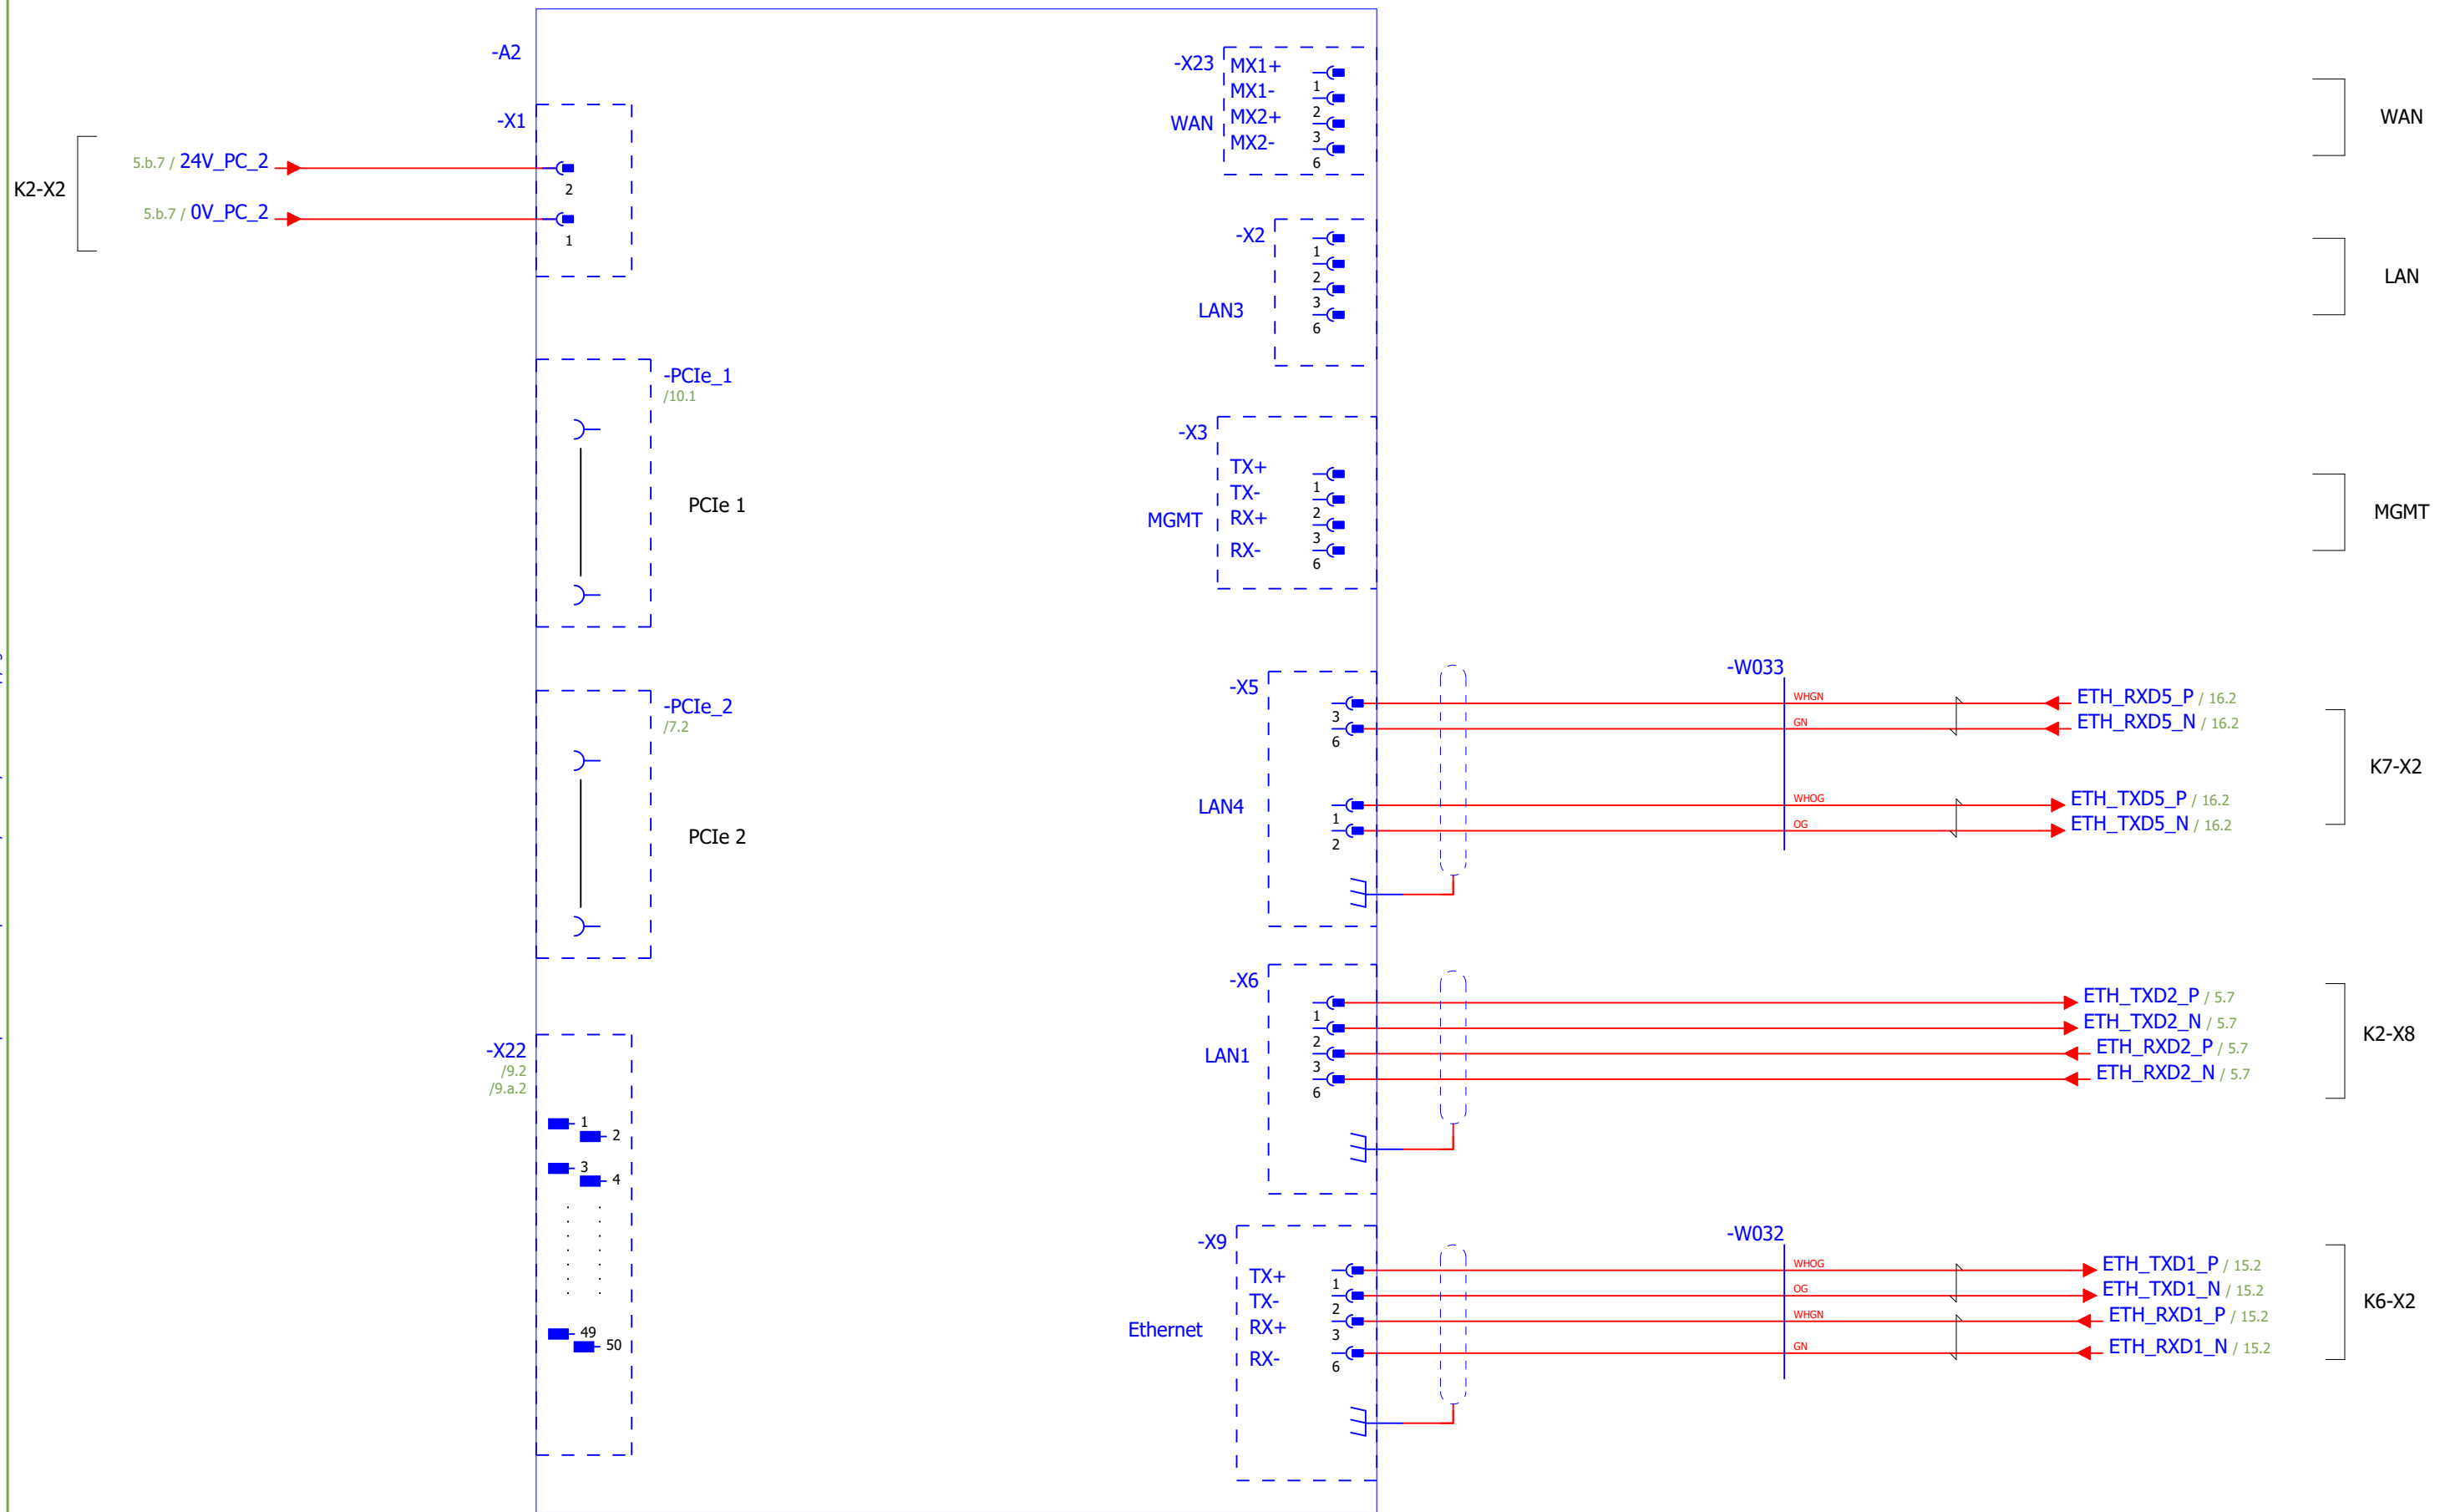 -A2
-X1
K2-X2
5.b.7 / 24V_PC_2
2
5.b.7 / 0V_PC_2
1
-PCIe_1
/10.1
PCIe 1
-PCIe_2
/7.2
PCIe 2
-X22
/9.2
/9.a.2
1
2
3
4
49
50
-X23
WAN
MX1+
1
MX1-
2
MX2+
3
MX2-
6
WAN
-X2
LAN3
1
2
3
6
LAN
-X3
MGMT
TX+
1
TX-
2
RX+
3
RX-
6
MGMT
-X5
LAN4
-W033
3
WHGN
ETH_RXD5_P / 16.2
6
GN
ETH_RXD5_N / 16.2
1
WHOG
ETH_TXD5_P / 16.2
2
OG
ETH_TXD5_N / 16.2
K7-X2
-X6
LAN1
1
ETH_TXD2_P / 5.7
2
ETH_TXD2_N / 5.7
3
ETH_RXD2_P / 5.7
6
ETH_RXD2_N / 5.7
K2-X8
-X9
Ethernet
-W032
TX+
1
WHOG
ETH_TXD1_P / 15.2
TX-
2
OG
ETH_TXD1_N / 15.2
RX+
3
WHGN
ETH_RXD1_P / 15.2
RX-
6
GN
ETH_RXD1_N / 15.2
K6-X2